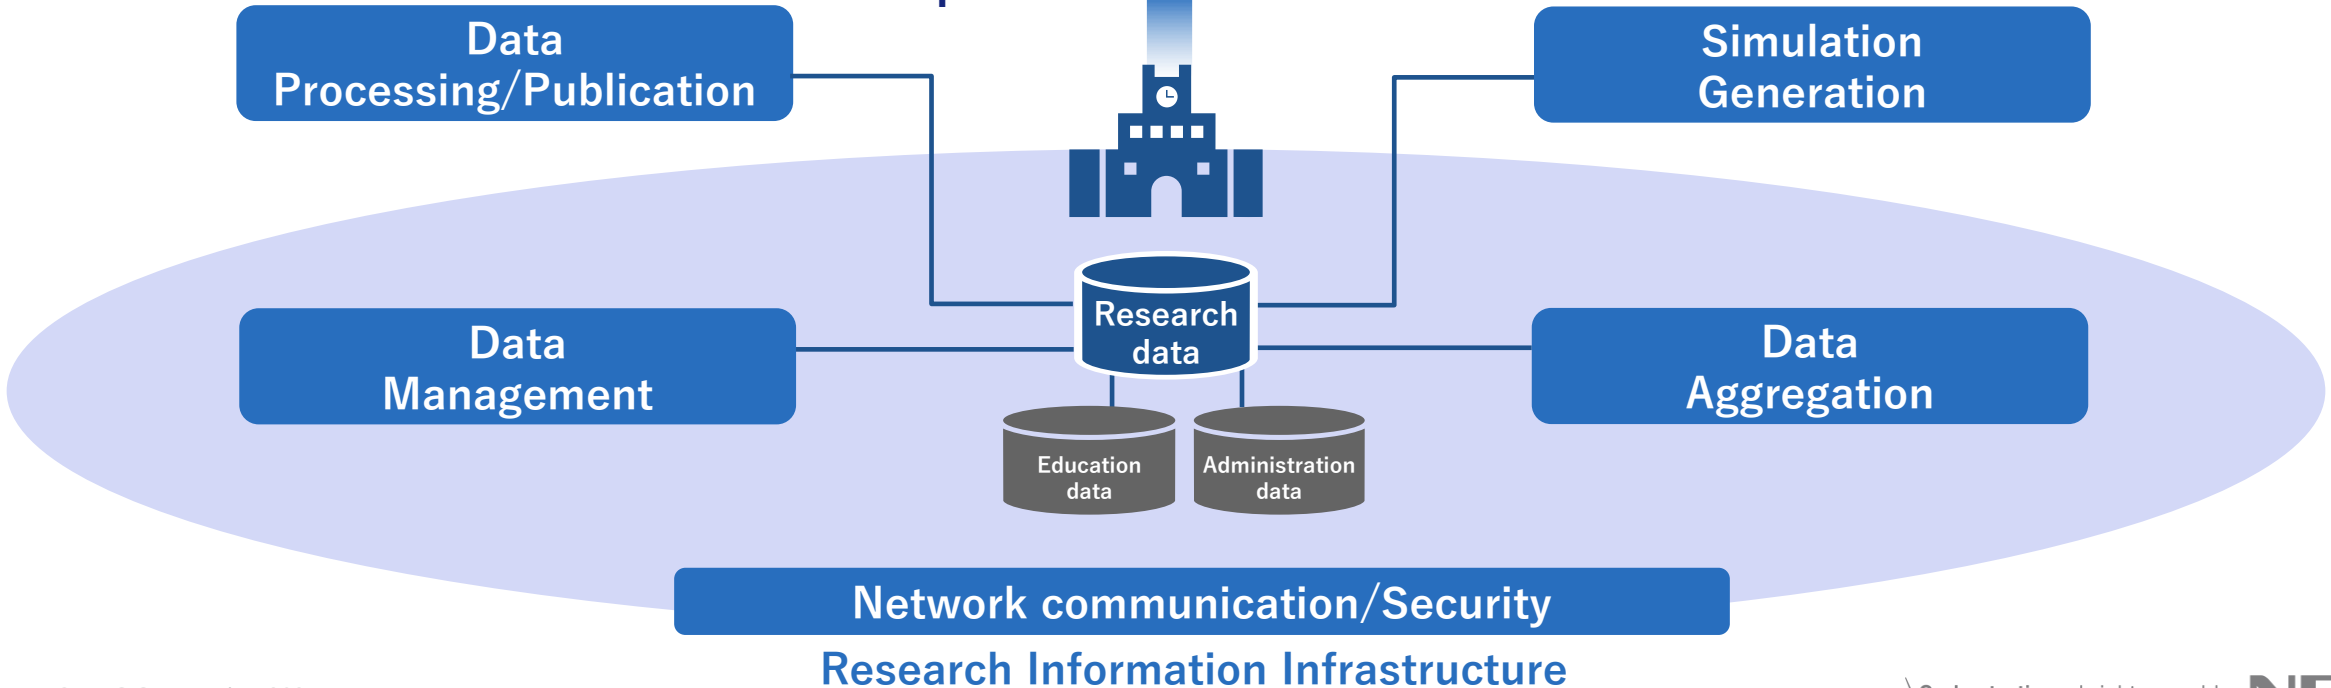 Data
Processing/Publication
Simulation
Generation
Research
data
Data
Management
Data
Aggregation
Education
data
Administration
data
Network communication/Security
Research Information Infrastructure